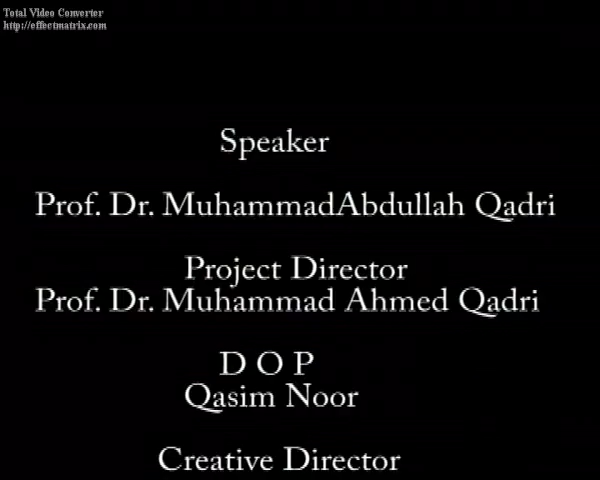 Total Video Converter
http://effectmatrix.com
Speaker
Prof. Dr. MuhammadAbdullah Qadri
Project Director
Prof. Dr. Muhammad Ahmed Qadri
D O P
Qasim Noor
Creative Director